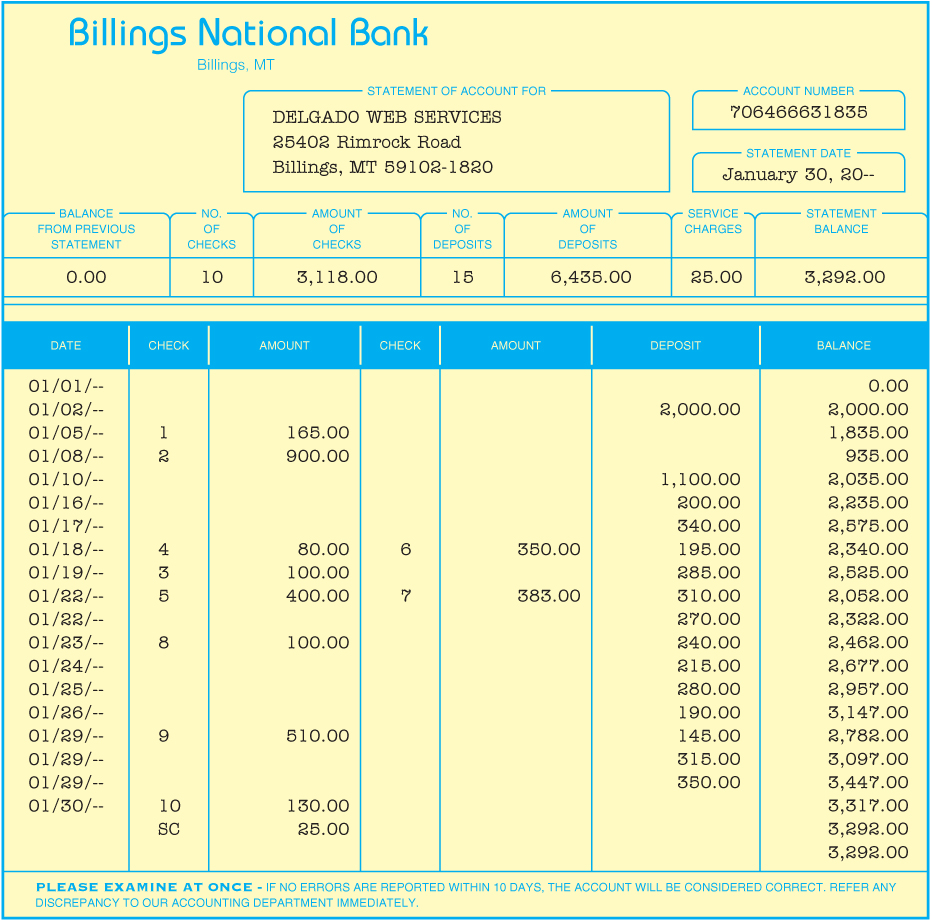 Billings National Bank
Billings, MT
STATEMENT OF ACCOUNT FOR
DELGADO WEB SERVICES
25402 Rimrock Road
Billings, MT 59102-1820
ACCOUNT NUMBER
706466631835
STATEMENT DATE
January 30, 20--
BALANCE NO. AMOUNT NO. AMOUNT SERVICE STATEMENT
FROM PREVIOUS OF OF OF OF CHARGES BALANCE
STATEMENT CHECKS CHECKS DEPOSITS DEPOSITS
0.00 10 3,118.00 15 6,435.00 25.00 3,292.00
DATE CHECK AMOUNT CHECK AMOUNT DEPOSIT BALANCE
01/01/-- 0.00
01/02/-- 2,000.00 2,000.00
01/05/-- 1 165.00 1,835.00
01/08/-- 2 900.00 935.00
01/10/-- 1,100.00 2,035.00
01/16/-- 200.00 2,235.00
01/17/-- 340.00 2,575.00
01/18/-- 4 80.00 6 350.00 195.00 2,340.00
01/19/-- 3 100.00 285.00 2,525.00
01/22/-- 5 400.00 7 383.00 310.00 2,052.00
01/22/-- 270.00 2,322.00
01/23/-- 8 100.00 240.00 2,462.00
01/24/-- 215.00 2,677.00
01/25/-- 280.00 2,957.00
01/26/-- 190.00 3,147.00
01/29/-- 9 510.00 145.00 2,782.00
01/29/-- 315.00 3,097.00
01/29/-- 350.00 3,447.00
01/30/-- 10 130.00 3,317.00
SC 25.00 3,292.00
3,292.00
PLEASE EXAMINE AT ONCE - IF NO ERRORS ARE REPORTED WITHIN 10 DAYS, THE ACCOUNT WILL BE CONSIDERED CORRECT. REFER ANY
DISCREPANCY TO OUR ACCOUNTING DEPARTMENT IMMEDIATELY.